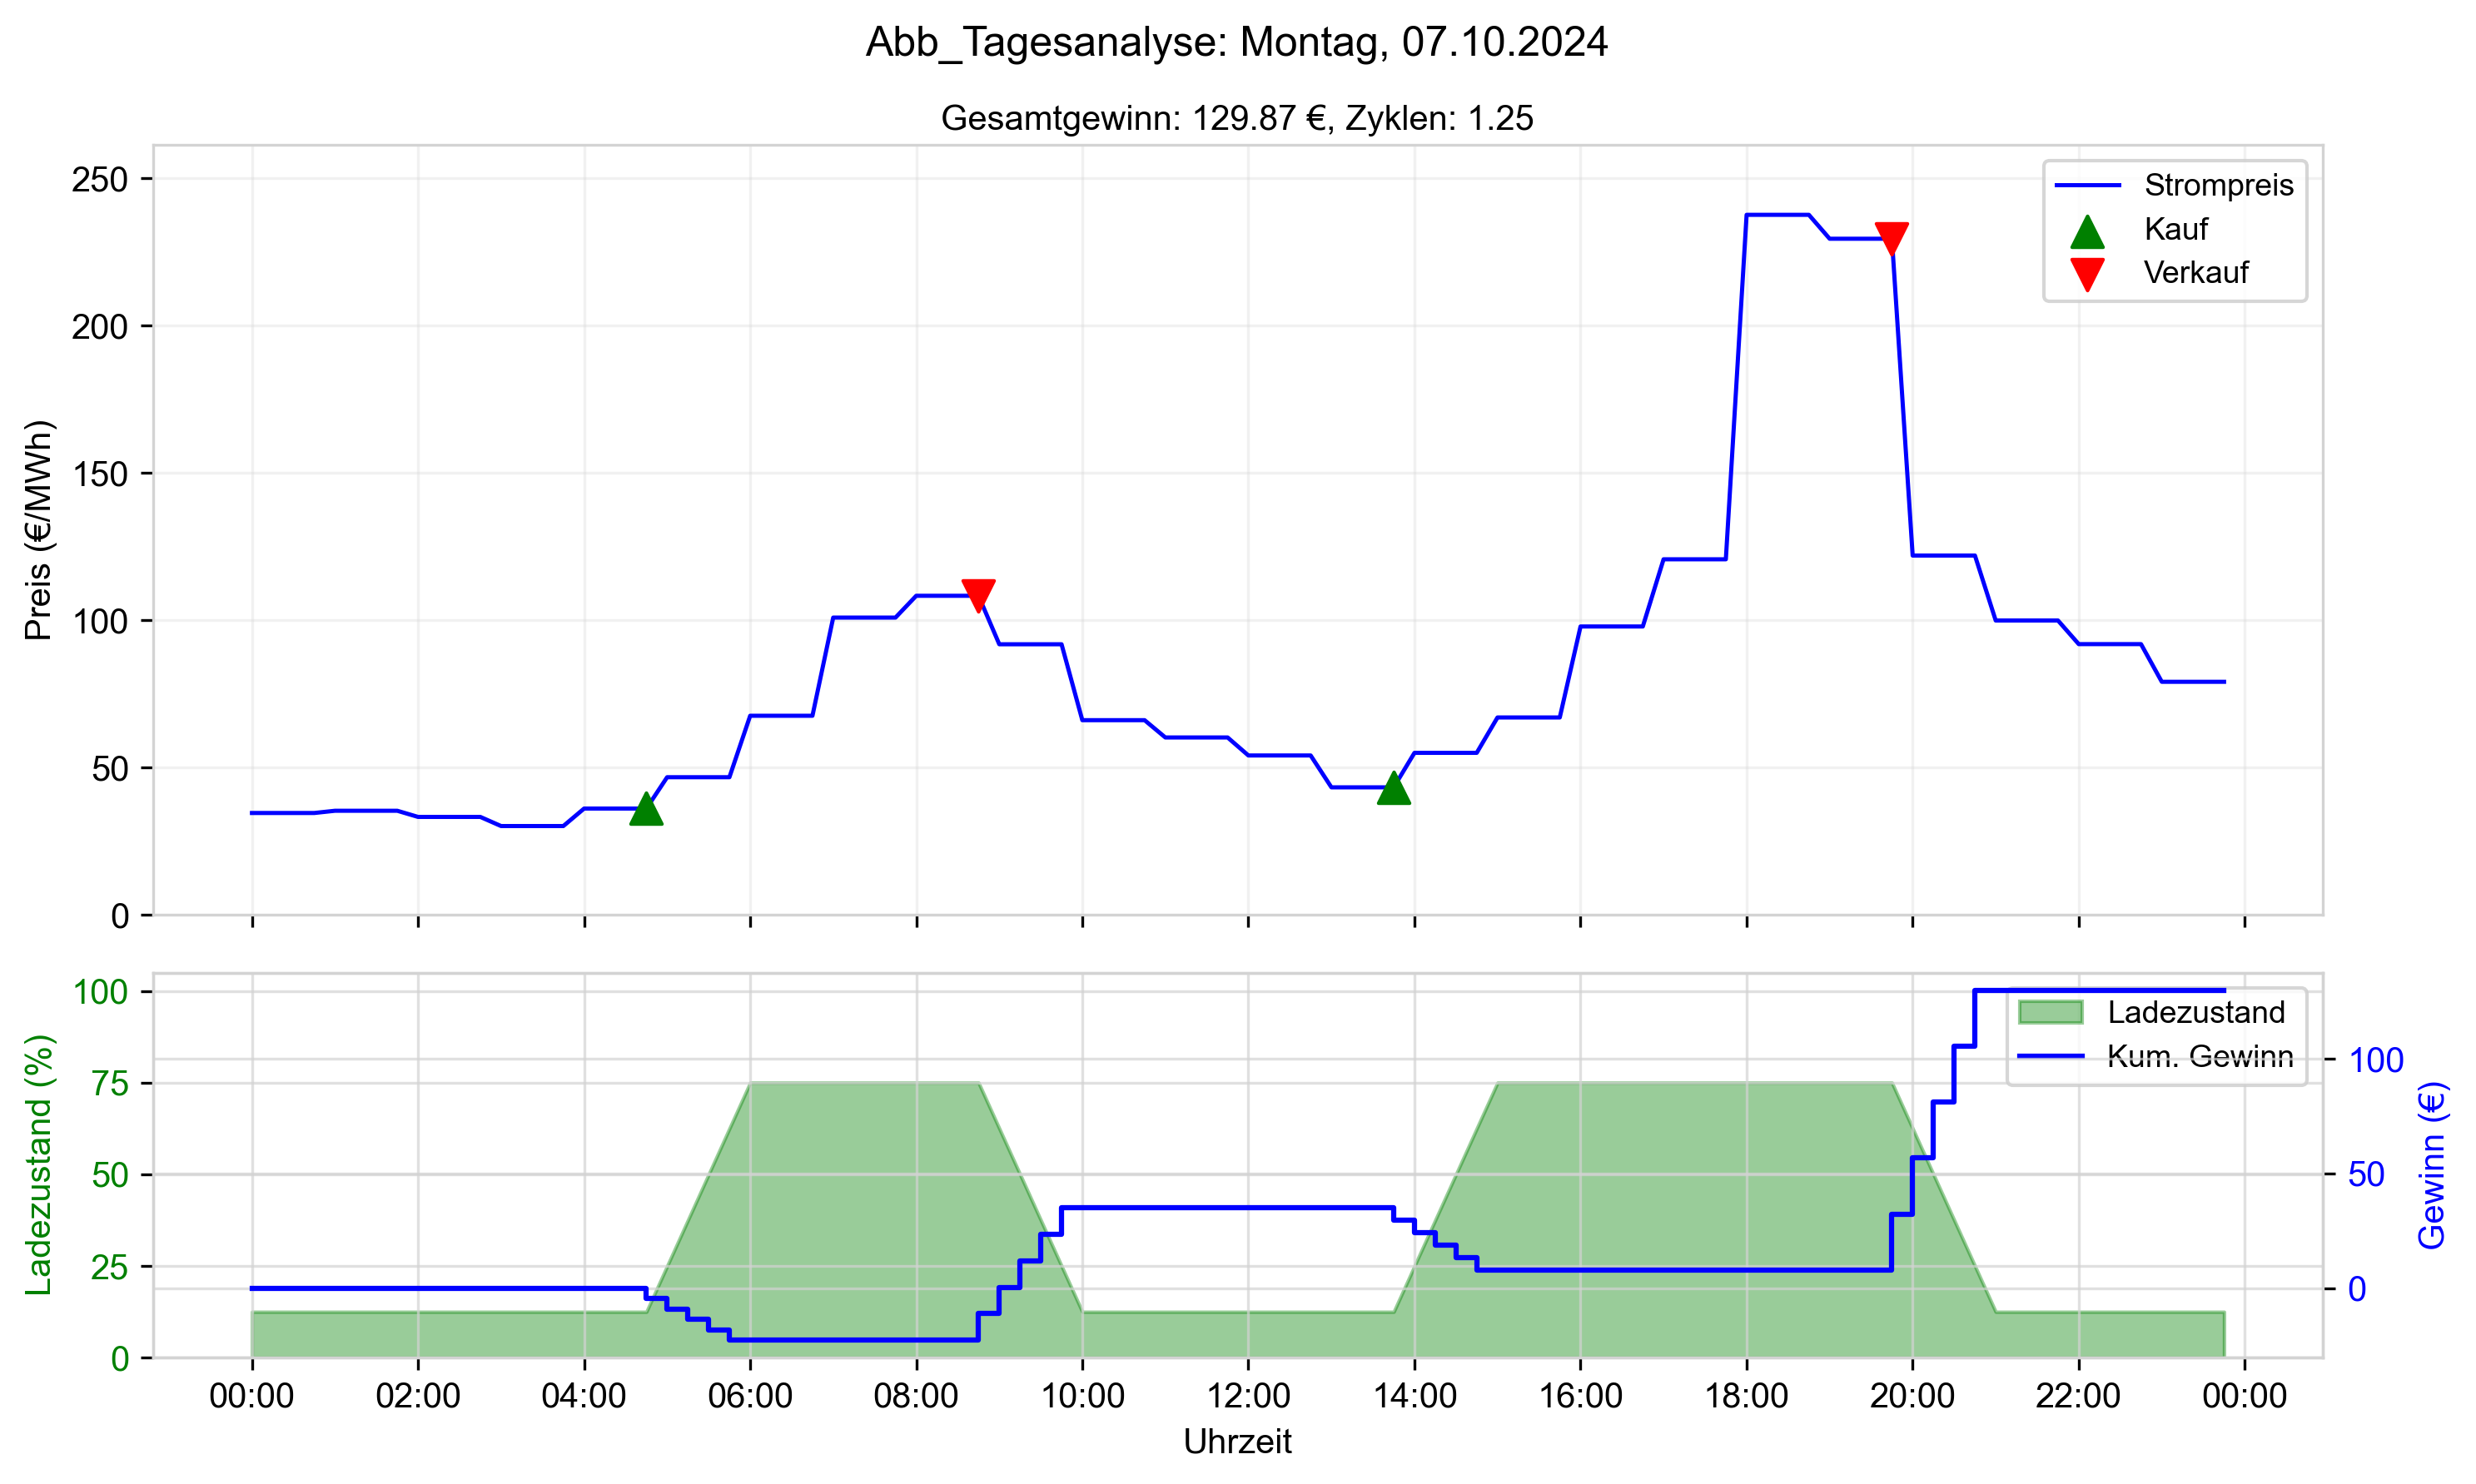 Abb_Tagesanalyse: Montag, 07.10.2024
Gesamtgewinn: 129.87 €, Zyklen: 1.25
Preis (€/MWh)
250
200
150
100
50
0
Strompreis
Kauf
Verkauf
Ladezustand (%)
100
75
50
25
0
Ladezustand
Kum. Gewinn
100
50
0
Gewinn (€)
00:00 02:00 04:00 06:00 08:00 10:00 12:00 14:00 16:00 18:00 20:00 22:00 00:00
Uhrzeit